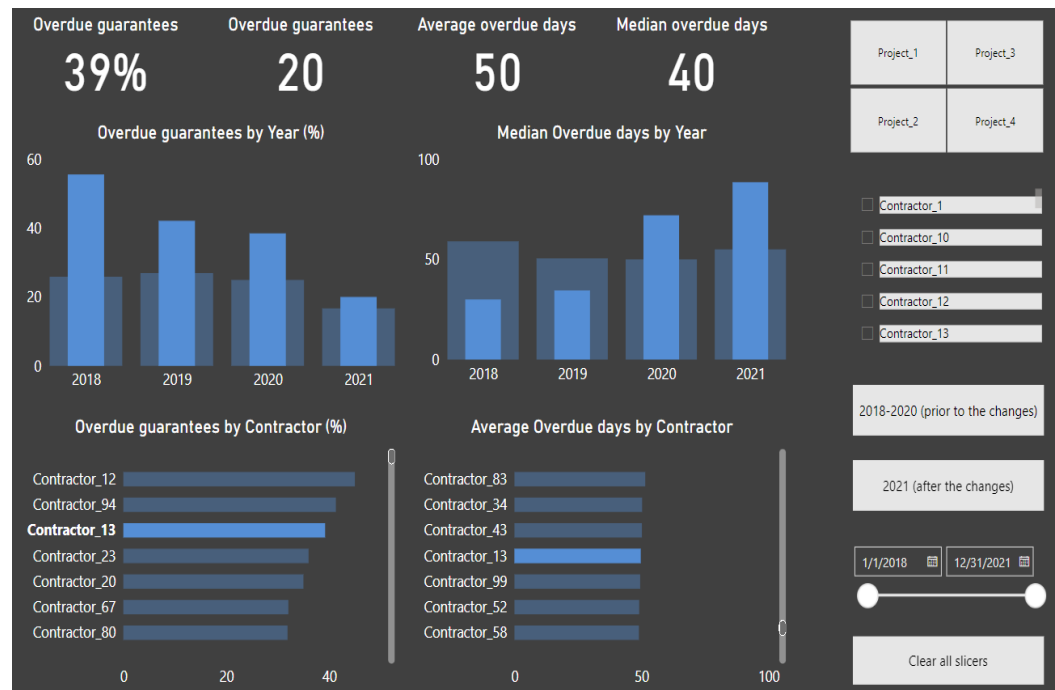 Overdue guarantees
39%
Overdue guarantees
20
Average overdue days
50
Median overdue days
40
Overdue guarantees by Year (%)
60
40
20
0
2018 2019 2020 2021
Median Overdue days by Year
100
50
0
2018 2019 2020 2021
Overdue guarantees by Contractor (%)
Contractor_12
Contractor_94
Contractor_13
Contractor_23
Contractor_20
Contractor_67
Contractor_80
0 20 40
Average Overdue days by Contractor
Contractor_83
Contractor_34
Contractor_43
Contractor_13
Contractor_99
Contractor_52
Contractor_58
0 50 100
Project_1 Project_3
Project_2 Project_4
Contractor_1
Contractor_10
Contractor_11
Contractor_12
Contractor_13
2018-2020 (prior to the changes)
2021 (after the changes)
1/1/2018 12/31/2021
Clear all slicers